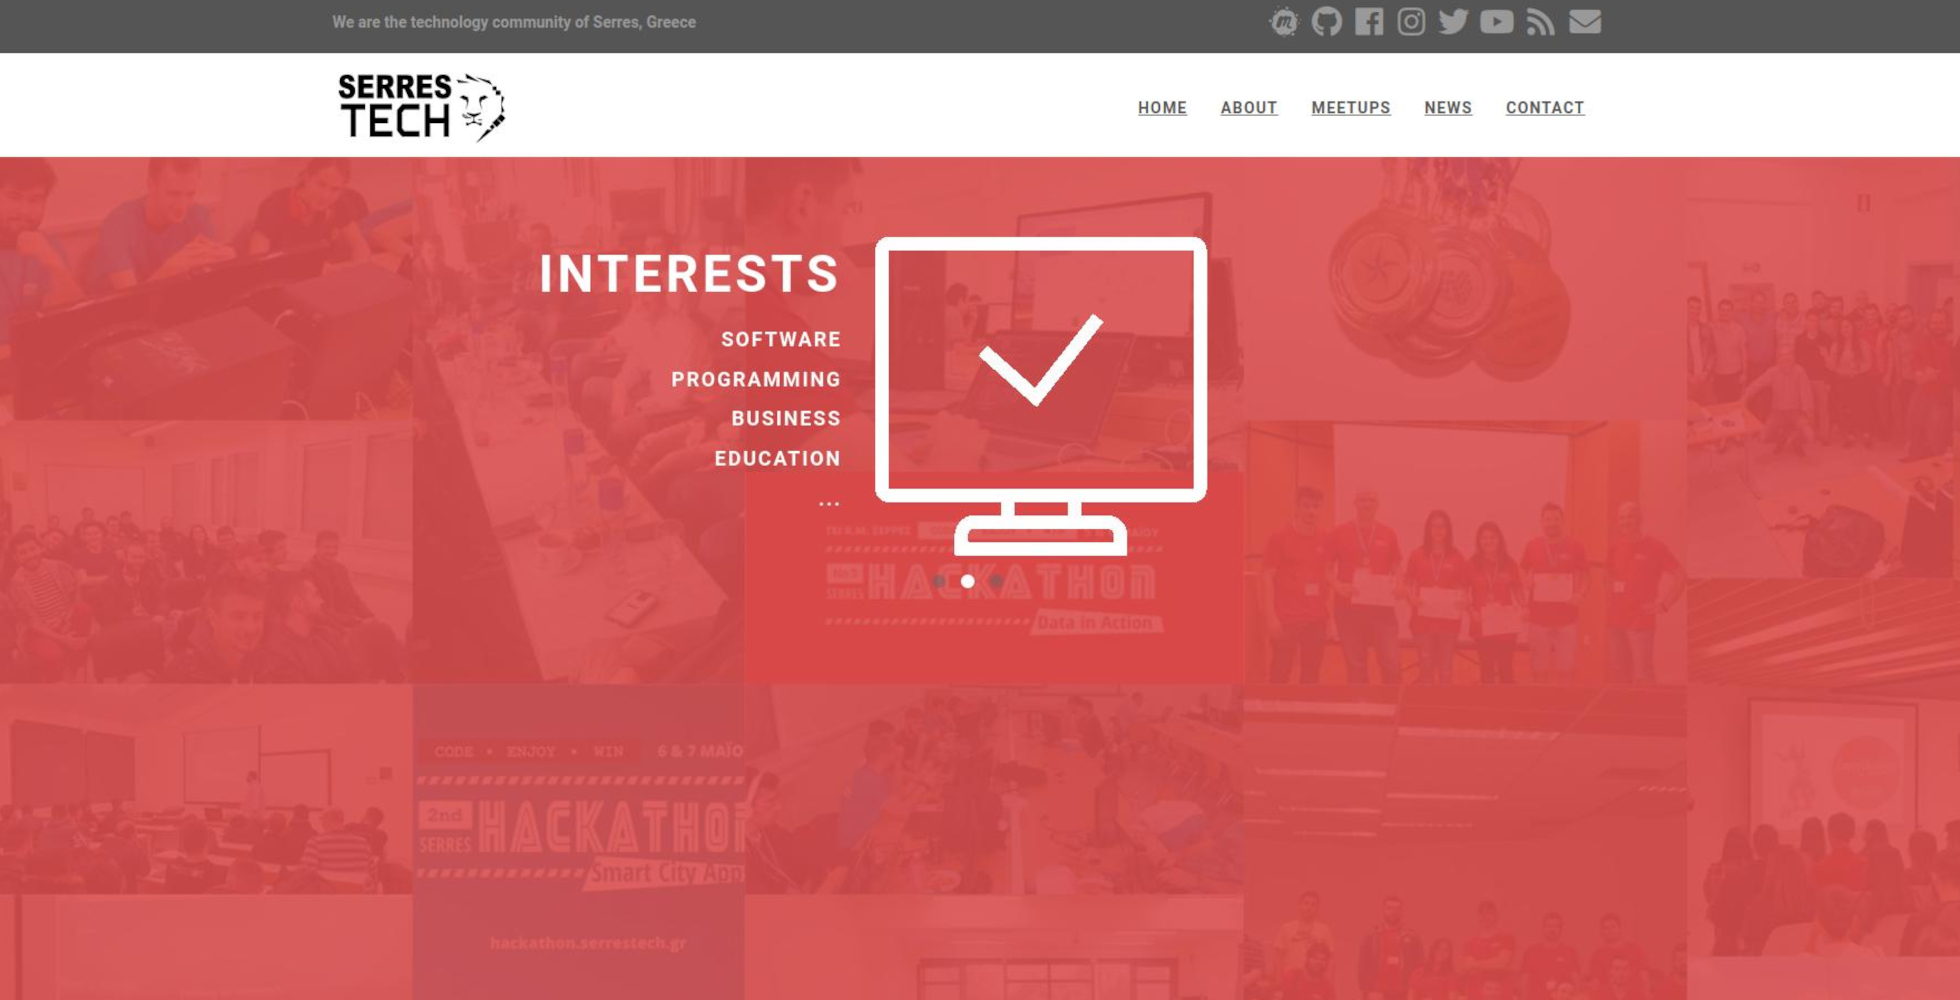 We are the technology community of Serres, Greece
SERRES
TECH
HOME ABOUT MEETUPS NEWS CONTACT
INTERESTS
SOFTWARE
PROGRAMMING
BUSINESS
EDUCATION
...
SERRES HACKATHON
Data in Action
CODE • ENJOY • WIN 6 & 7 ΜΑΪΟ
2nd
SERRES HACKATHON
Smart City App
hackathon.serrestech.gr